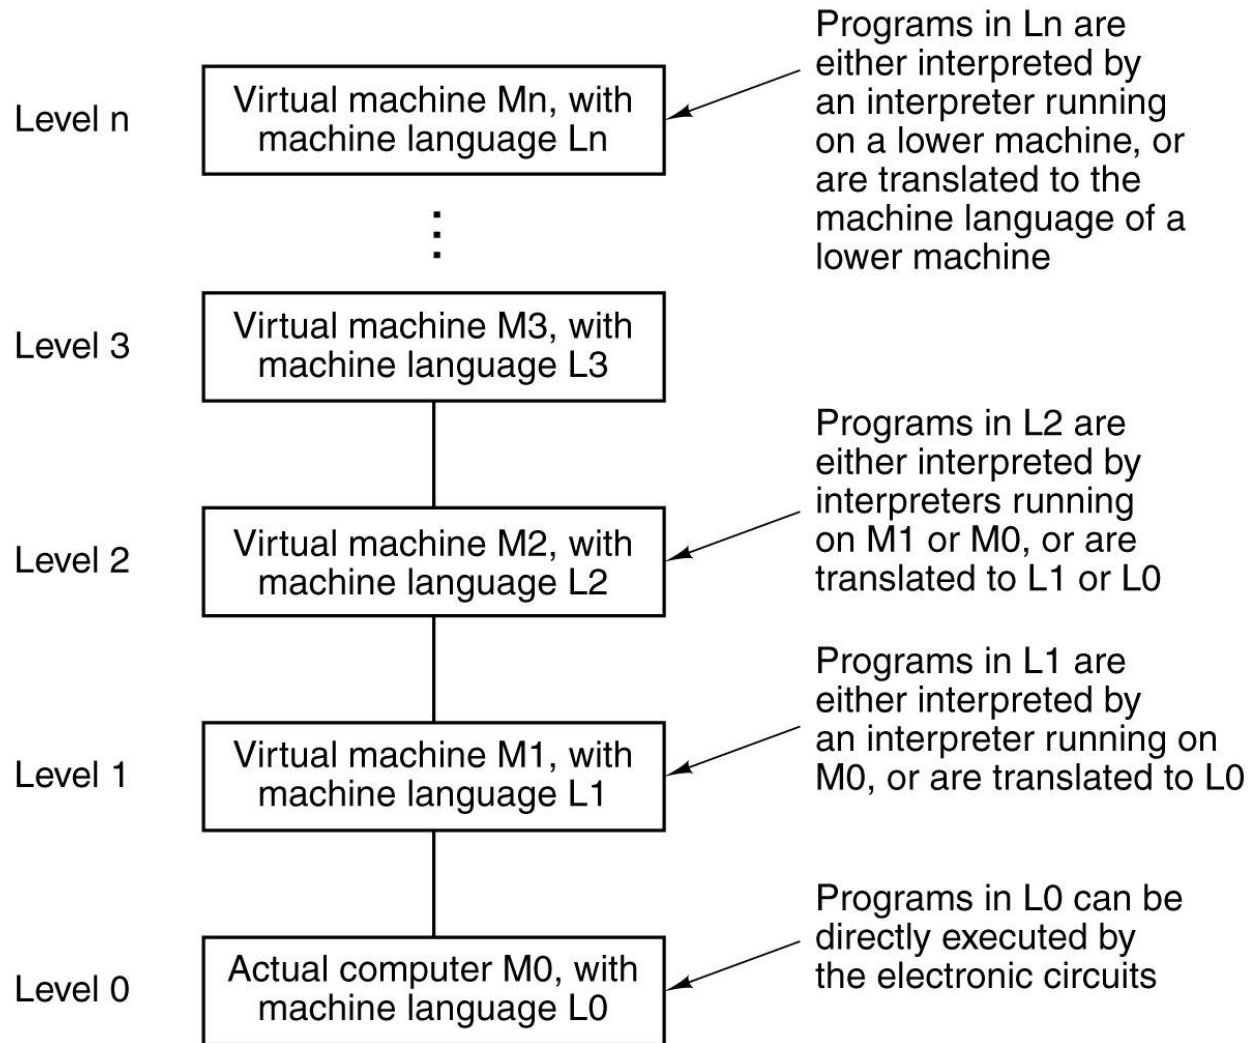 Programs in Ln are
either interpreted by
an interpreter running
on a lower machine, or
are translated to the
machine language of a
lower machine
Level n
Virtual machine Mn, with
machine language Ln
Level 3
Virtual machine M3, with
machine language L3
Programs in L2 are
either interpreted by
interpreters running
on M1 or M0, or are
translated to L1 or L0
Level 2
Virtual machine M2, with
machine language L2
Programs in L1 are
either interpreted by
an interpreter running on
M0, or are translated to L0
Level 1
Virtual machine M1, with
machine language L1
Programs in L0 can be
directly executed by
the electronic circuits
Level 0
Actual computer M0, with
machine language L0